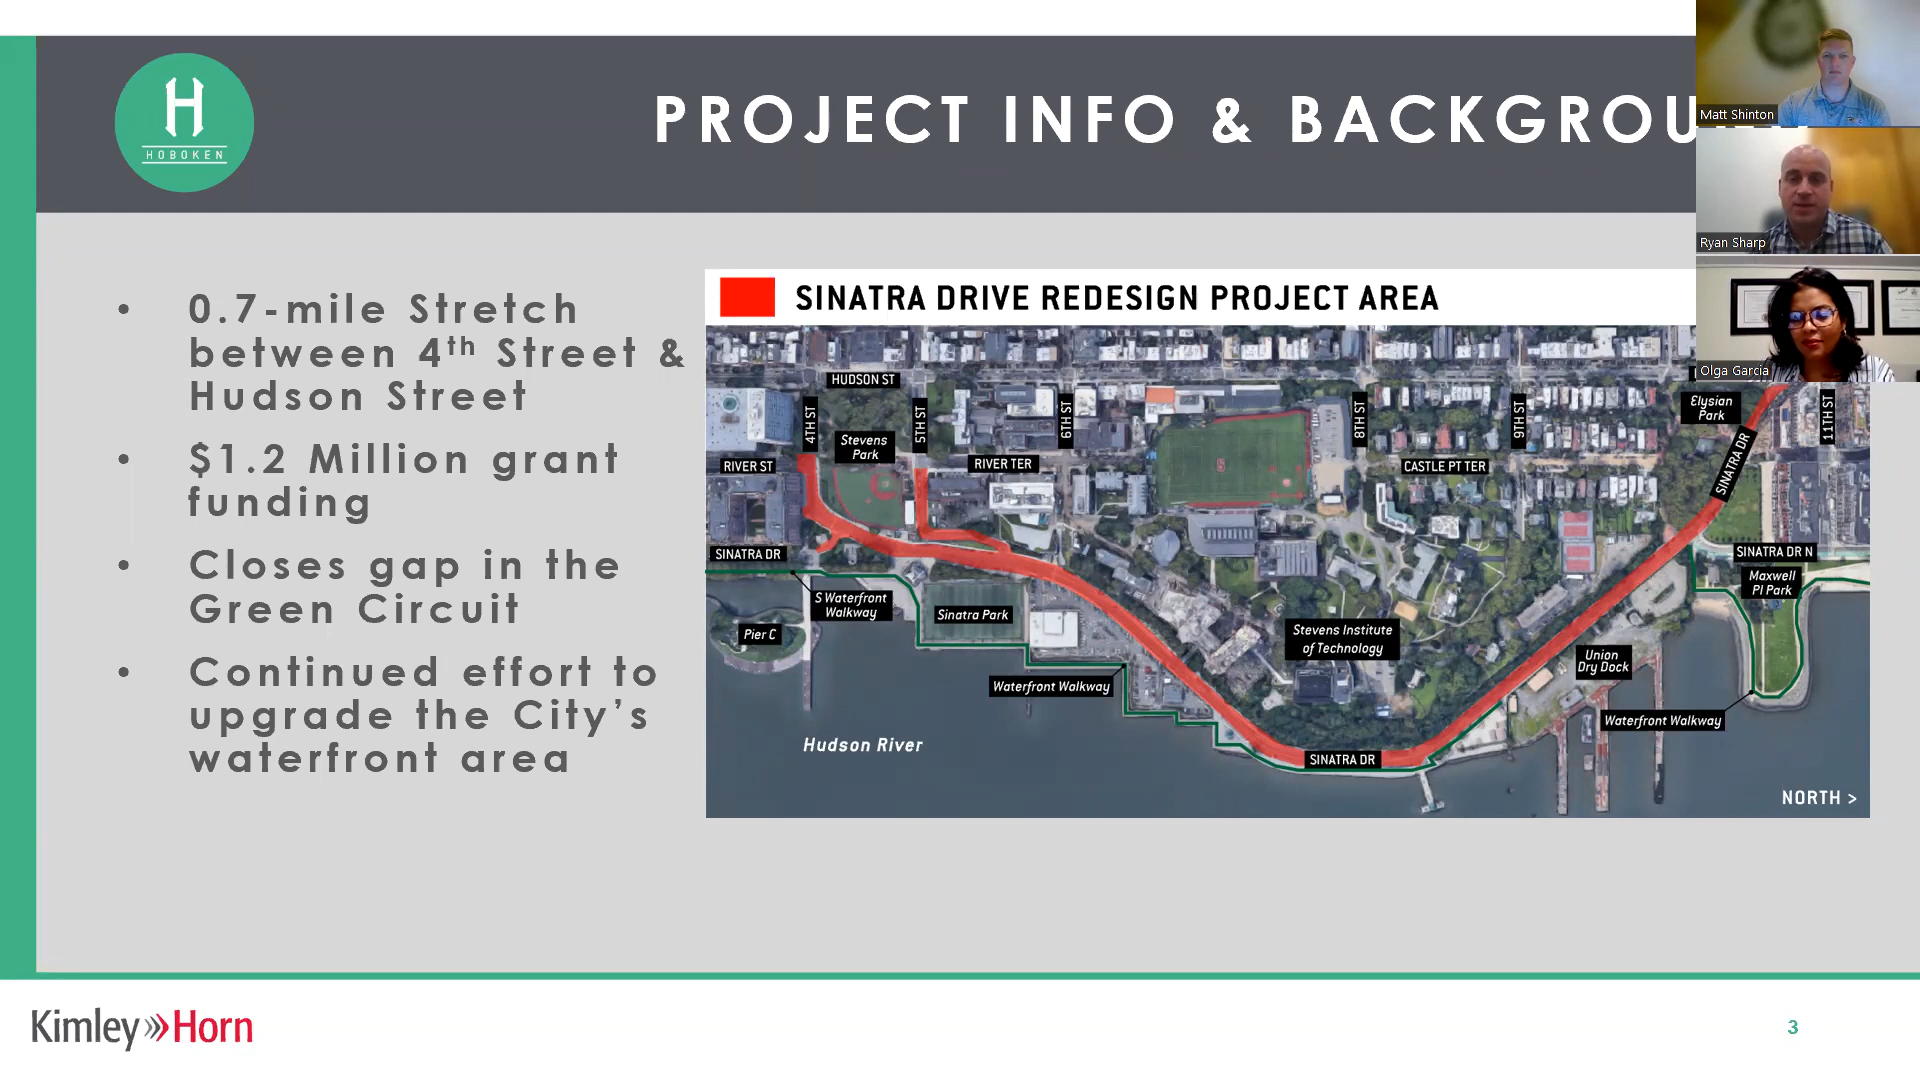 H
HOBOKEN
PROJECT INFO & BACKGROU
Matt Shinton
Ryan Sharp
Olga Garcia
• 0.7-mile Stretch
between 4th Street &
Hudson Street
• $1.2 Million grant
funding
• Closes gap in the
Green Circuit
• Continued effort to
upgrade the City’s
waterfront area
SINATRA DRIVE REDESIGN PROJECT AREA
HUDSON ST
4TH ST
Stevens
Park
5TH ST
6TH ST
8TH ST
9TH ST
Elysian
Park
11TH ST
SINATRA DR
RIVER ST
RIVER TER
CASTLE PT TER
SINATRA DR
SINATRA DR N
Maxwell
Pl Park
S Waterfront
Walkway
Sinatra Park
Pier C
Stevens Institute
of Technology
Union
Dry Dock
Waterfront Walkway
Waterfront Walkway
Hudson River
SINATRA DR
NORTH >
Kimley»Horn
3